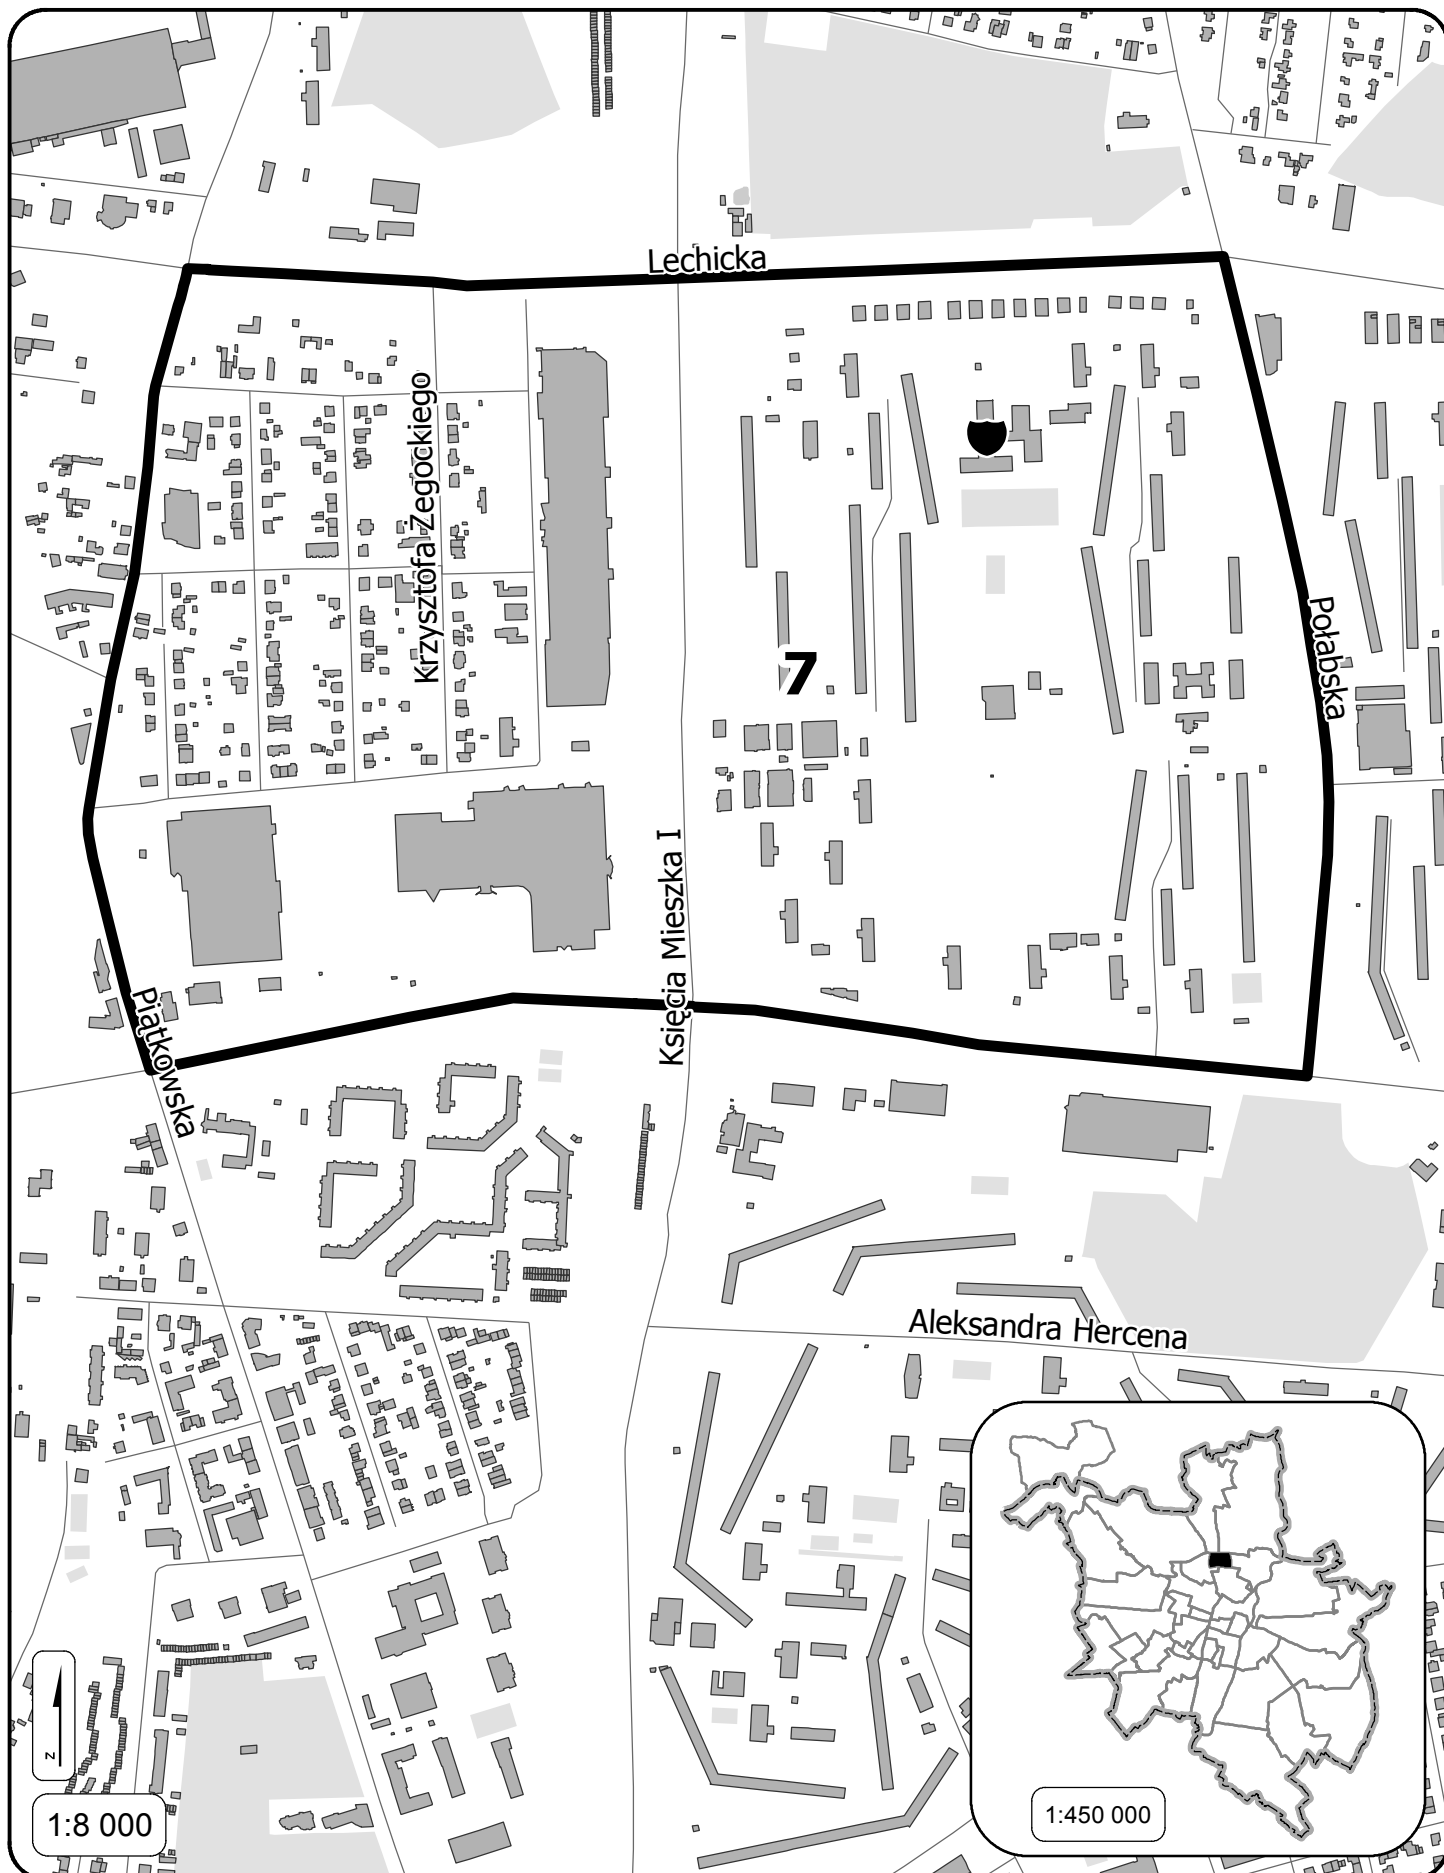 Lechicka
Krzysztofa Żegockiego
Połabska
7
Księcia Mieszka I
Piątkowska
Aleksandra Hercena
N
1:8 000
1:450 000